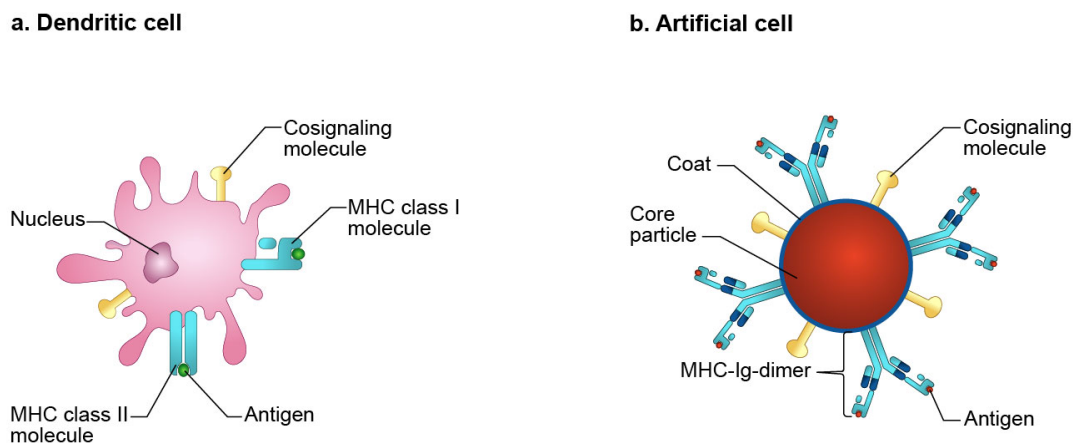 a. Dendritic cell
Cosignaling
molecule
Nucleus
MHC class I
molecule
MHC class II
molecule
Antigen
b. Artificial cell
Cosignaling
molecule
Coat
Core
particle
MHC-Ig-dimer
Antigen